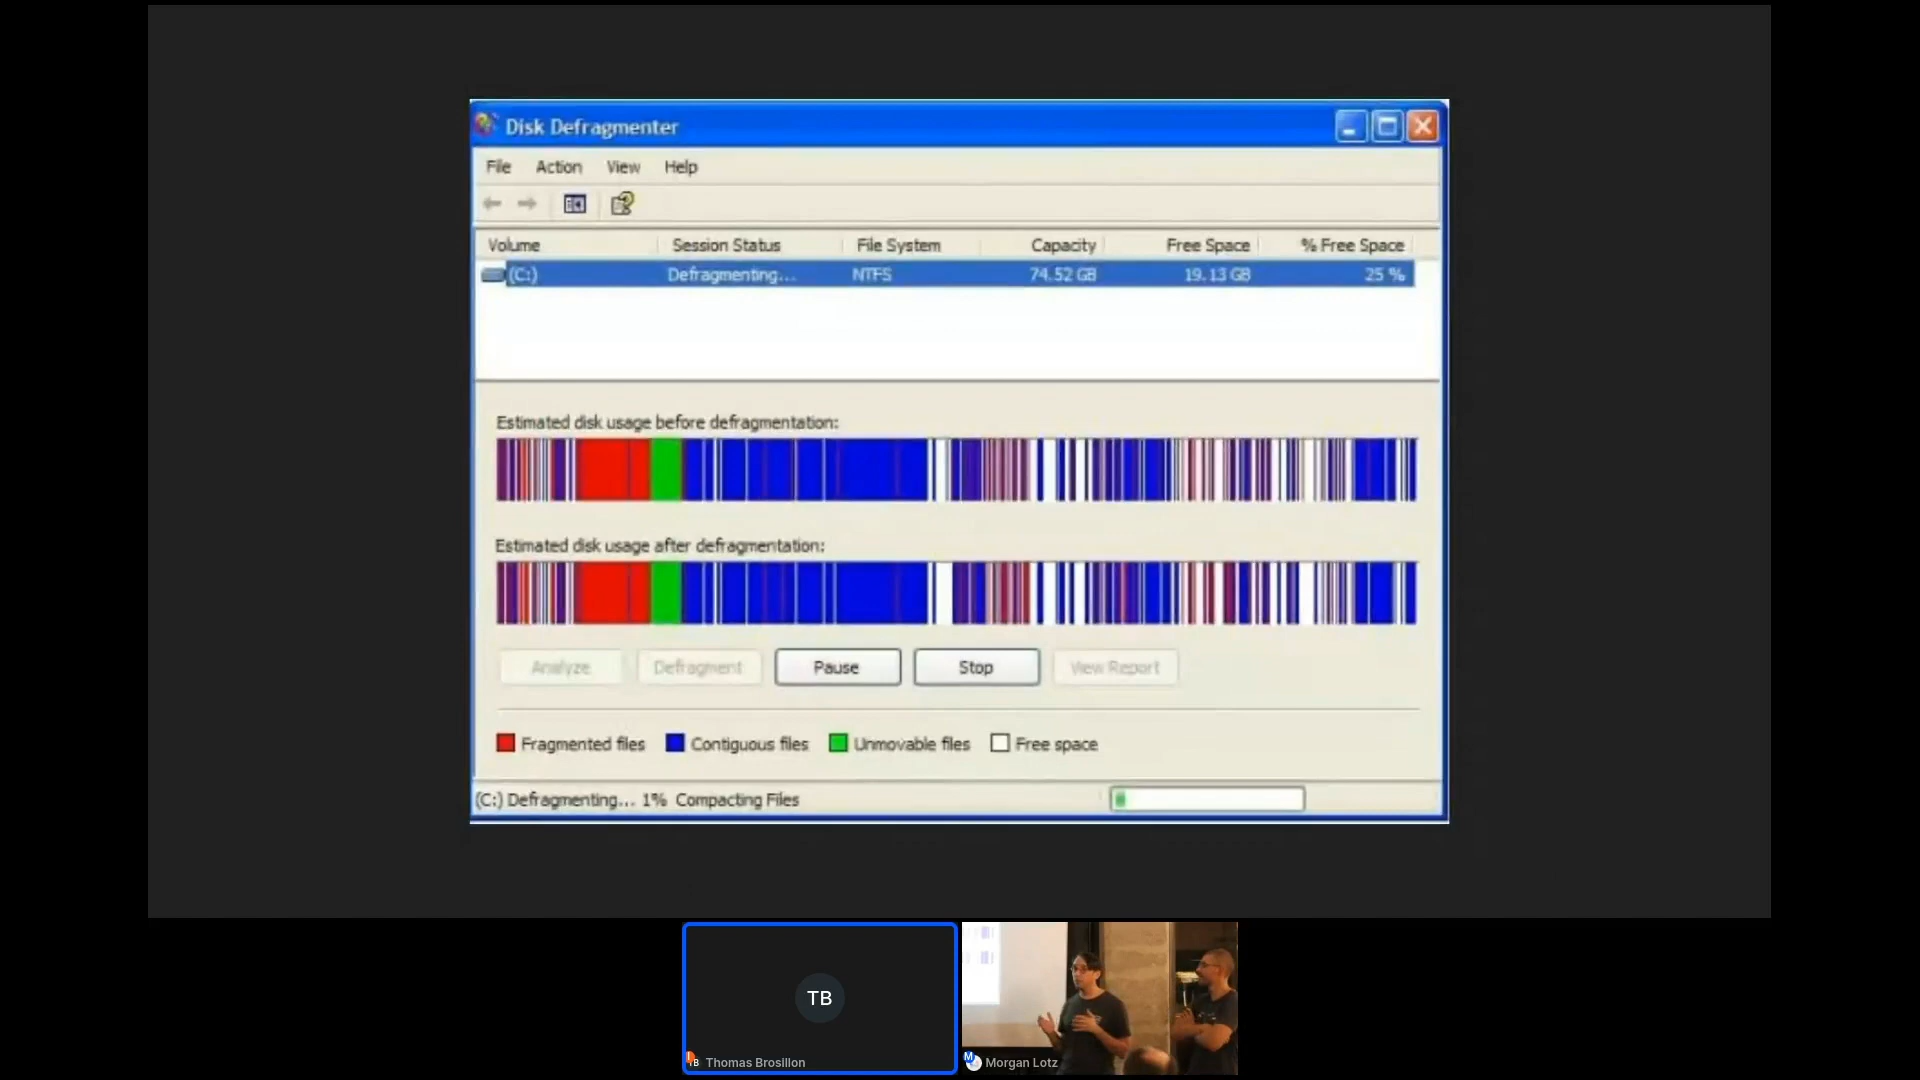 Disk Defragmenter
File Action View Help
Volume Session Status File System Capacity Free Space % Free Space
(C:) Defragmenting... NTFS 74.52 GB 19.13 GB 25 %
Estimated disk usage before defragmentation:
Estimated disk usage after defragmentation:
Analyze Defragment Pause Stop View Report
Fragmented files Contiguous files Unmovable files Free space
(C:) Defragmenting... 1% Compacting Files
TB
TB Thomas Brosillon
M Morgan Lotz